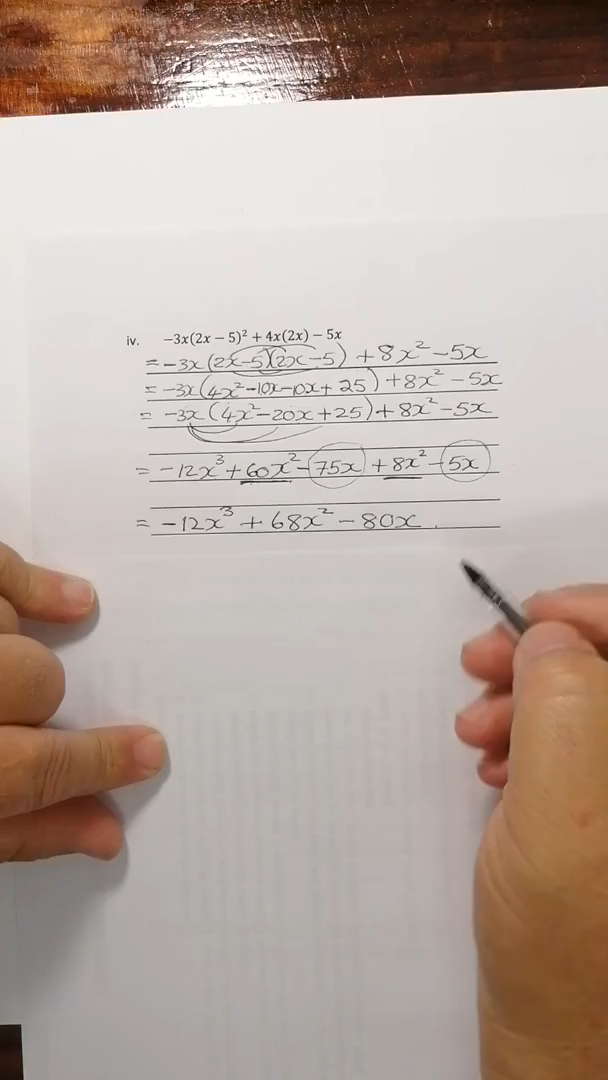 iv. -3x(2x – 5)² + 4x(2x) – 5x
= -3x(2x-5)(2x-5) + 8x² - 5x
= -3x(4x²-10x-10x+25) + 8x² - 5x
= -3x(4x²-20x+25) + 8x² - 5x
= -12x³ + 60x² - 75x + 8x² - 5x
= -12x³ + 68x² - 80x.